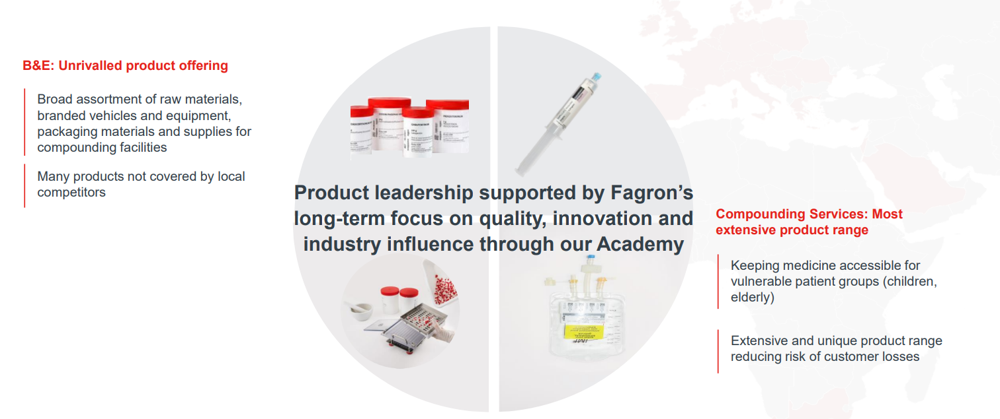 B&E: Unrivalled product offering
Broad assortment of raw materials,
branded vehicles and equipment,
packaging materials and supplies for
compounding facilities
Many products not covered by local
competitors
Product leadership supported by Fagron’s
long-term focus on quality, innovation and
industry influence through our Academy
Compounding Services: Most
extensive product range
Keeping medicine accessible for
vulnerable patient groups (children,
elderly)
Extensive and unique product range
reducing risk of customer losses